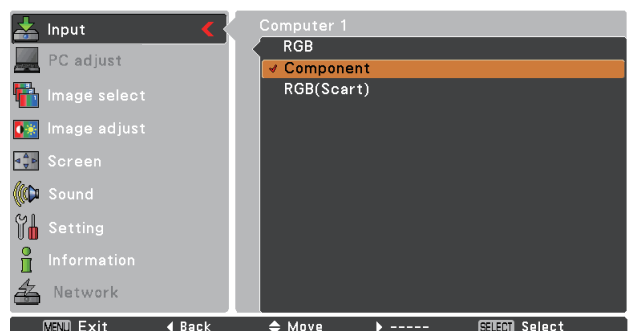 Input
PC adjust
Image select
Image adjust
Screen
Sound
Setting
Information
Network
Computer 1
RGB
Component
RGB(Scart)
MENU Exit Back Move ----- SELECT Select